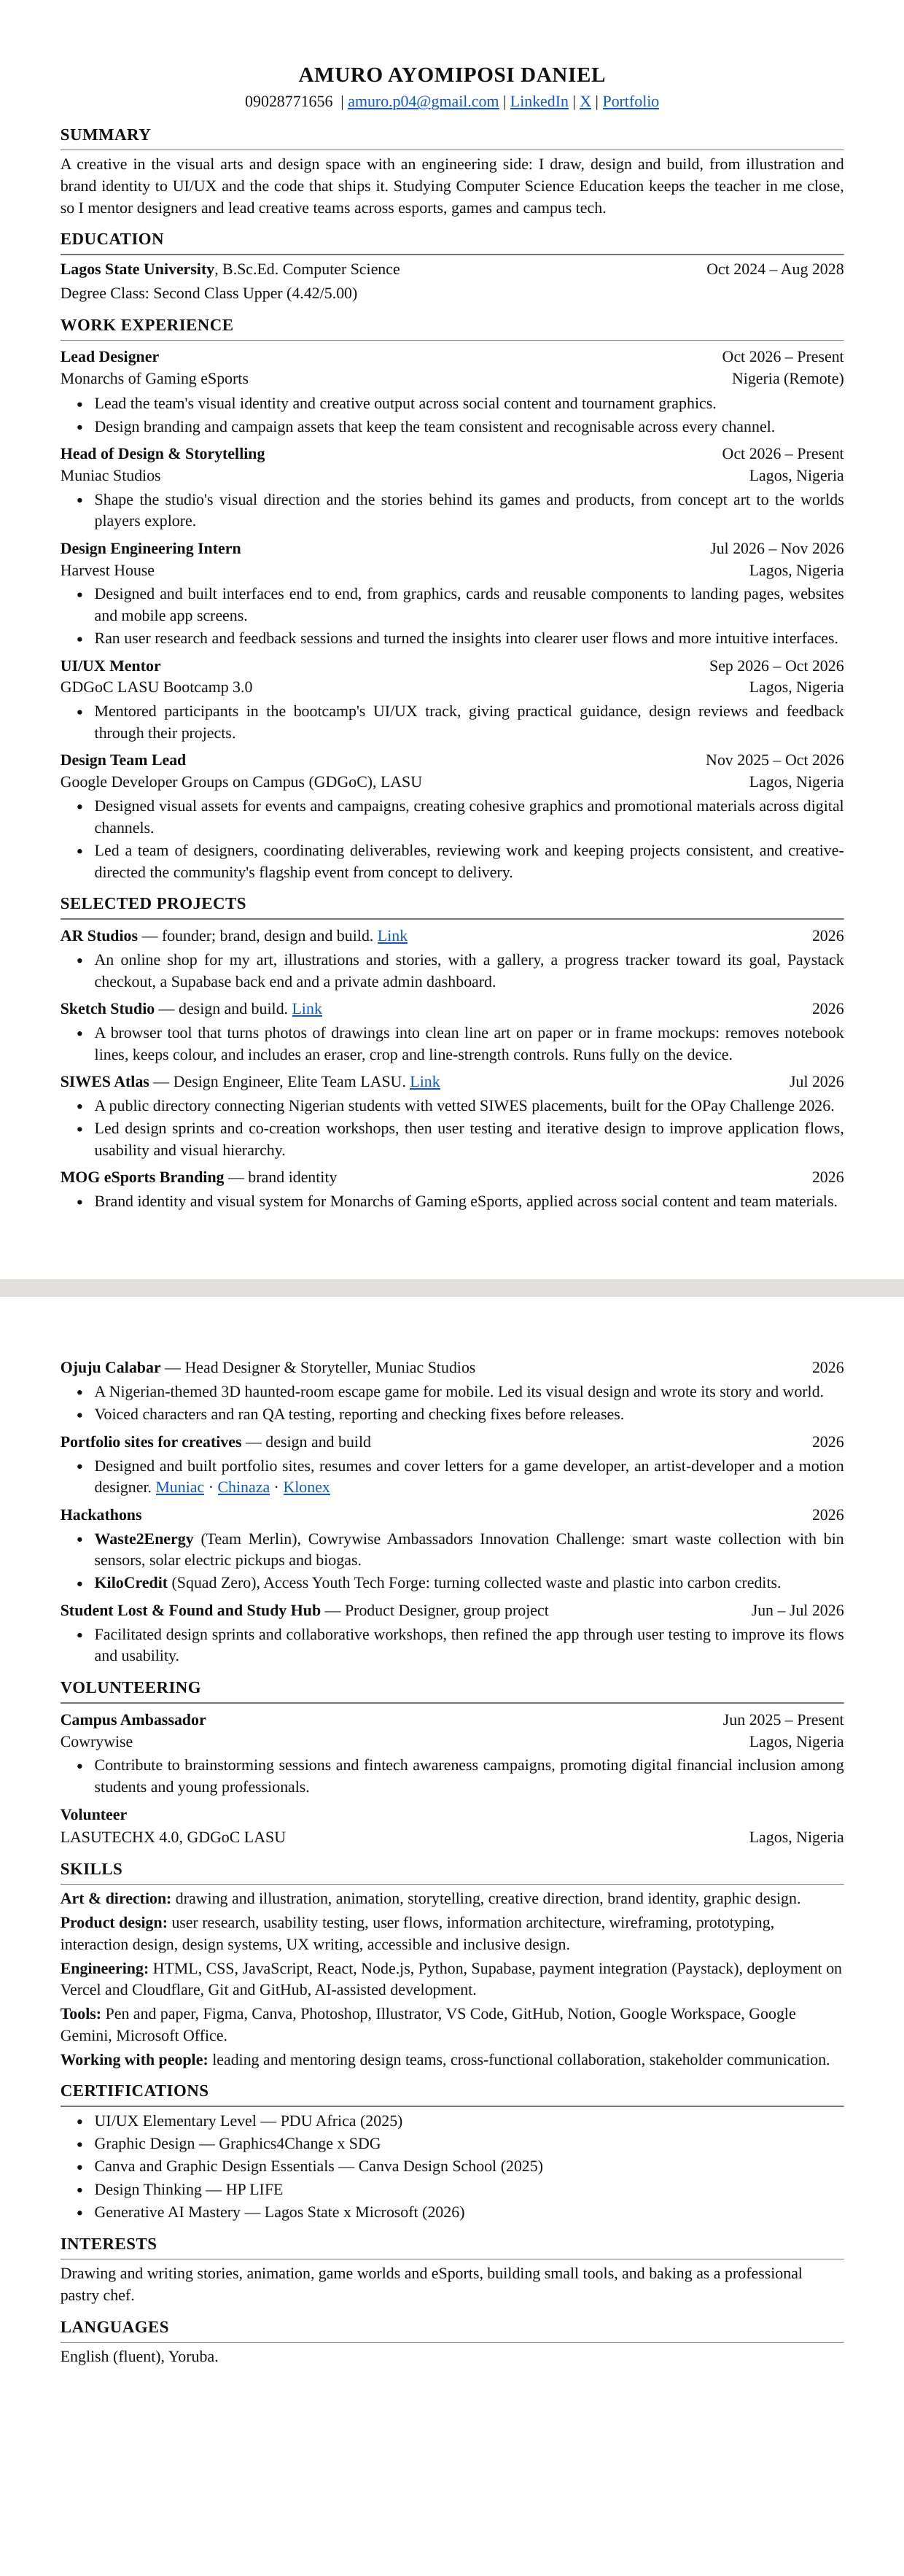 AMURO AYOMIPOSI DANIEL
09028771656 | amuro.p04@gmail.com | LinkedIn | X | Portfolio
SUMMARY
A creative in the visual arts and design space with an engineering side: I draw, design and build, from illustration and
brand identity to UI/UX and the code that ships it. Studying Computer Science Education keeps the teacher in me close,
so I mentor designers and lead creative teams across esports, games and campus tech.
EDUCATION
Lagos State University, B.Sc.Ed. Computer Science Oct 2024 – Aug 2028
Degree Class: Second Class Upper (4.42/5.00)
WORK EXPERIENCE
Lead Designer Oct 2026 – Present
Monarchs of Gaming eSports Nigeria (Remote)
• Lead the team's visual identity and creative output across social content and tournament graphics.
• Design branding and campaign assets that keep the team consistent and recognisable across every channel.
Head of Design & Storytelling Oct 2026 – Present
Muniac Studios Lagos, Nigeria
• Shape the studio's visual direction and the stories behind its games and products, from concept art to the worlds
players explore.
Design Engineering Intern Jul 2026 – Nov 2026
Harvest House Lagos, Nigeria
• Designed and built interfaces end to end, from graphics, cards and reusable components to landing pages, websites
and mobile app screens.
• Ran user research and feedback sessions and turned the insights into clearer user flows and more intuitive interfaces.
UI/UX Mentor Sep 2026 – Oct 2026
GDGoC LASU Bootcamp 3.0 Lagos, Nigeria
• Mentored participants in the bootcamp's UI/UX track, giving practical guidance, design reviews and feedback
through their projects.
Design Team Lead Nov 2025 – Oct 2026
Google Developer Groups on Campus (GDGoC), LASU Lagos, Nigeria
• Designed visual assets for events and campaigns, creating cohesive graphics and promotional materials across digital
channels.
• Led a team of designers, coordinating deliverables, reviewing work and keeping projects consistent, and creative-
directed the community's flagship event from concept to delivery.
SELECTED PROJECTS
AR Studios — founder; brand, design and build. Link 2026
• An online shop for my art, illustrations and stories, with a gallery, a progress tracker toward its goal, Paystack
checkout, a Supabase back end and a private admin dashboard.
Sketch Studio — design and build. Link 2026
• A browser tool that turns photos of drawings into clean line art on paper or in frame mockups: removes notebook
lines, keeps colour, and includes an eraser, crop and line-strength controls. Runs fully on the device.
SIWES Atlas — Design Engineer, Elite Team LASU. Link Jul 2026
• A public directory connecting Nigerian students with vetted SIWES placements, built for the OPay Challenge 2026.
• Led design sprints and co-creation workshops, then user testing and iterative design to improve application flows,
usability and visual hierarchy.
MOG eSports Branding — brand identity 2026
• Brand identity and visual system for Monarchs of Gaming eSports, applied across social content and team materials.
Ojuju Calabar — Head Designer & Storyteller, Muniac Studios 2026
• A Nigerian-themed 3D haunted-room escape game for mobile. Led its visual design and wrote its story and world.
• Voiced characters and ran QA testing, reporting and checking fixes before releases.
Portfolio sites for creatives — design and build 2026
• Designed and built portfolio sites, resumes and cover letters for a game developer, an artist-developer and a motion
designer. Muniac · Chinaza · Klonex
Hackathons 2026
• Waste2Energy (Team Merlin), Cowrywise Ambassadors Innovation Challenge: smart waste collection with bin
sensors, solar electric pickups and biogas.
• KiloCredit (Squad Zero), Access Youth Tech Forge: turning collected waste and plastic into carbon credits.
Student Lost & Found and Study Hub — Product Designer, group project Jun – Jul 2026
• Facilitated design sprints and collaborative workshops, then refined the app through user testing to improve its flows
and usability.
VOLUNTEERING
Campus Ambassador Jun 2025 – Present
Cowrywise Lagos, Nigeria
• Contribute to brainstorming sessions and fintech awareness campaigns, promoting digital financial inclusion among
students and young professionals.
Volunteer
LASUTECHX 4.0, GDGoC LASU Lagos, Nigeria
SKILLS
Art & direction: drawing and illustration, animation, storytelling, creative direction, brand identity, graphic design.
Product design: user research, usability testing, user flows, information architecture, wireframing, prototyping,
interaction design, design systems, UX writing, accessible and inclusive design.
Engineering: HTML, CSS, JavaScript, React, Node.js, Python, Supabase, payment integration (Paystack), deployment on
Vercel and Cloudflare, Git and GitHub, AI-assisted development.
Tools: Pen and paper, Figma, Canva, Photoshop, Illustrator, VS Code, GitHub, Notion, Google Workspace, Google
Gemini, Microsoft Office.
Working with people: leading and mentoring design teams, cross-functional collaboration, stakeholder communication.
CERTIFICATIONS
• UI/UX Elementary Level — PDU Africa (2025)
• Graphic Design — Graphics4Change x SDG
• Canva and Graphic Design Essentials — Canva Design School (2025)
• Design Thinking — HP LIFE
• Generative AI Mastery — Lagos State x Microsoft (2026)
INTERESTS
Drawing and writing stories, animation, game worlds and eSports, building small tools, and baking as a professional
pastry chef.
LANGUAGES
English (fluent), Yoruba.